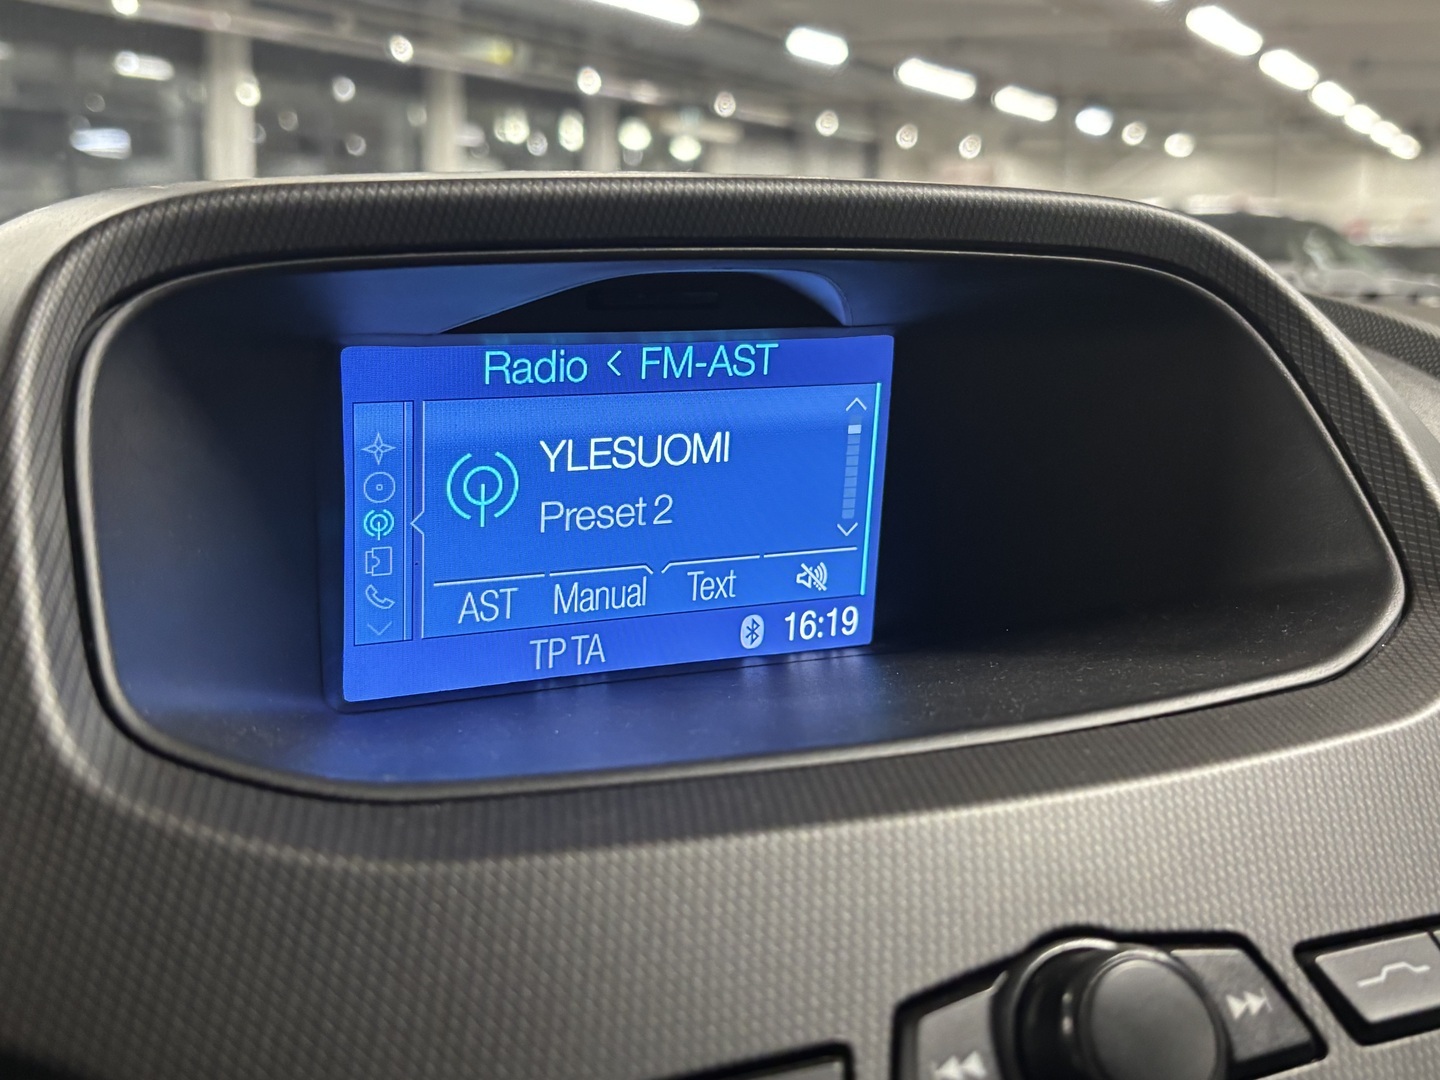 Radio < FM-AST
YLESUOMI
Preset 2
AST Manual Text
TP TA 16:19